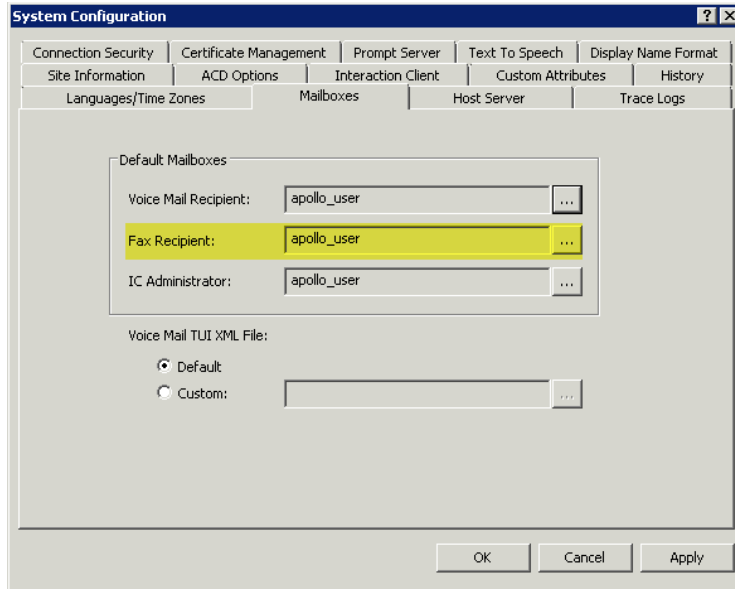 System Configuration
Connection Security Certificate Management Prompt Server Text To Speech Display Name Format
Site Information ACD Options Interaction Client Custom Attributes History
Languages/Time Zones Mailboxes Host Server Trace Logs
Default Mailboxes
Voice Mail Recipient: apollo_user ...
Fax Recipient: apollo_user ...
IC Administrator: apollo_user ...
Voice Mail TUI XML File:
Default
Custom: ...
OK Cancel Apply